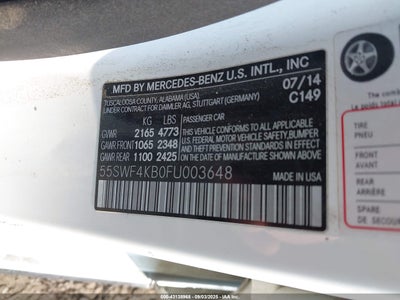 MFD BY MERCEDES-BENZ U.S. INTL., INC
TUSCALOOSA COUNTY, ALABAMA (USA),
UNDER CONTRACT FOR DAIMLER AG, STUTTGART (GERMANY)
07/14
C149
KG LBS
GVWR 2165 4773
GAWR FRONT 1065 2348
GAWR REAR 1100 2425
PASSENGER CAR
THIS VEHICLE CONFORMS TO ALL
APPLICABLE U.S. FEDERAL MOTOR
VEHICLE SAFETY, BUMPER
AND THEFT PREVENTION STANDARDS
IN EFFECT ON THE DATE OF
MANUFACTURE SHOWN ABOVE.
55SWF4KB0FU003648
MADE IN USA
TIRE
PNEU
FRONT
AVANT
REAR
ARRIÈRE
SPARE
DE SECOURS